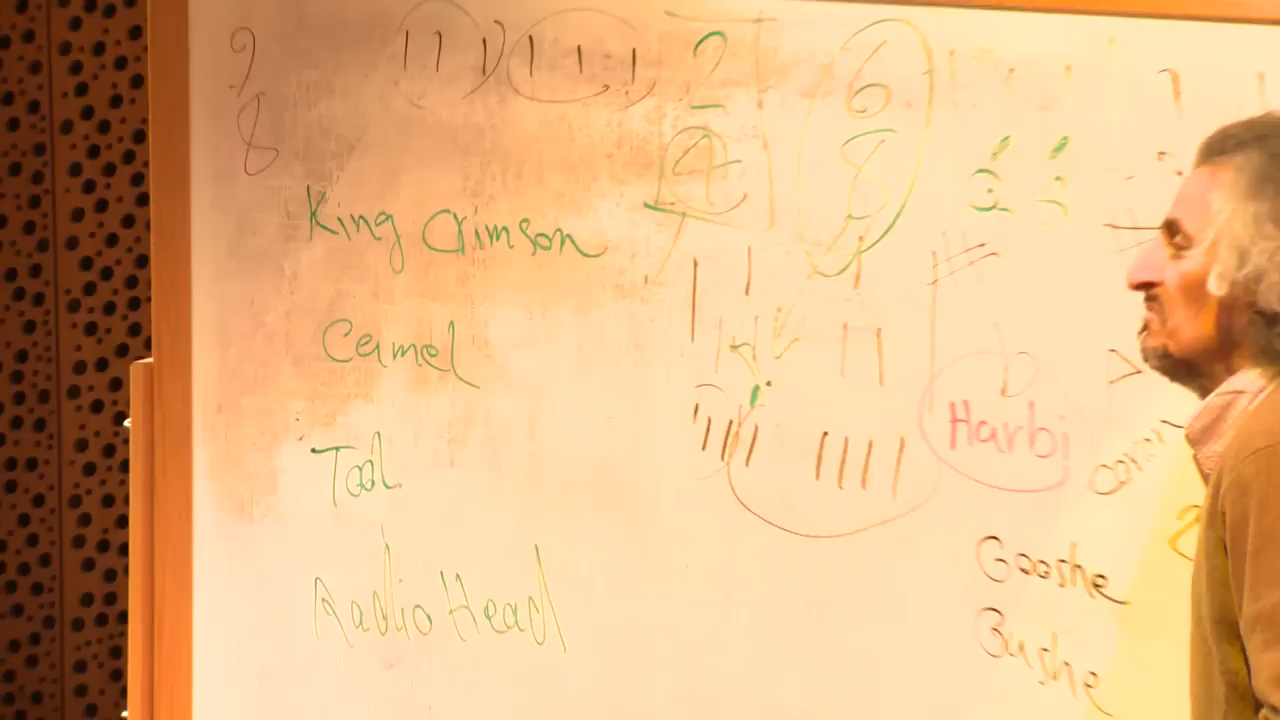 9 2 6
8 4 8
King Crimson
Camel
b
Harbi
Tool
Gooshe
Radio Head
Bushe